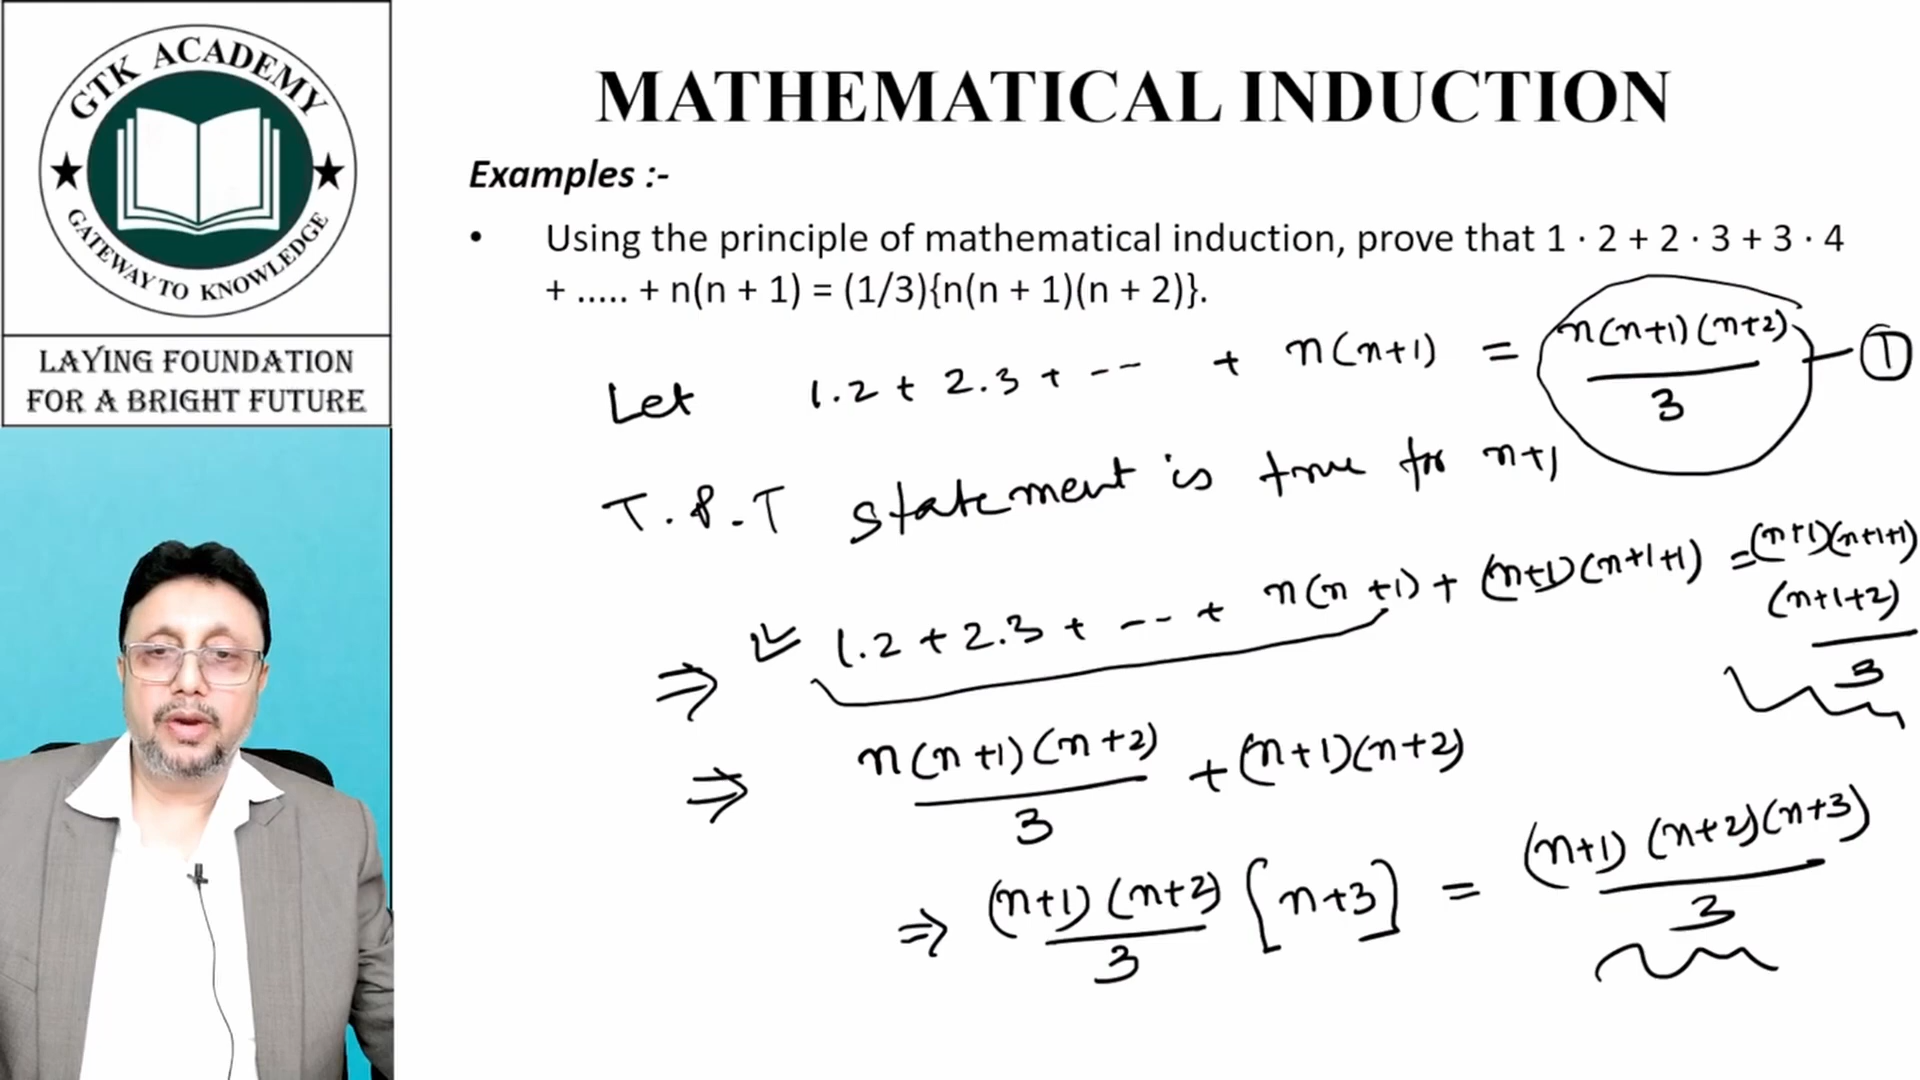 GTK ACADEMY
GATEWAY TO KNOWLEDGE
LAYING FOUNDATION
FOR A BRIGHT FUTURE
MATHEMATICAL INDUCTION
Examples :-
• Using the principle of mathematical induction, prove that 1 · 2 + 2 · 3 + 3 · 4
+ ..... + n(n + 1) = (1/3){n(n + 1)(n + 2)}.
Let 1.2 + 2.3 + --- + n(n+1) = n(n+1)(n+2)/3 — ①
T.P.T statement is true for n+1
⇒ 1.2 + 2.3 + --- + n(n+1) + (n+1)(n+1+1) = (n+1)(n+1+1)(n+1+2)/3
⇒ n(n+1)(n+2)/3 + (n+1)(n+2)
⇒ (n+1)(n+2)/3 [n+3] = (n+1)(n+2)(n+3)/3